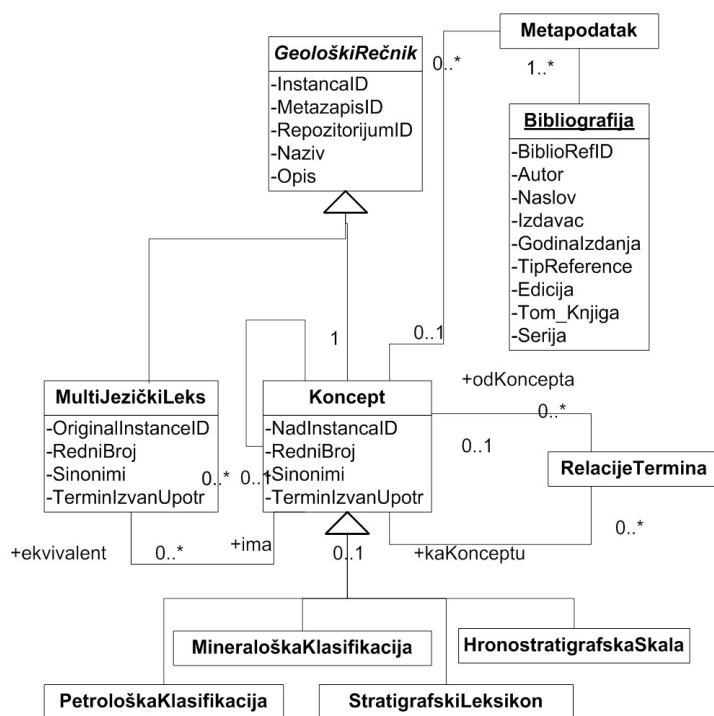 Metapodatak
GeološkiRečnik
0..*
-InstancaID
-MetazapisID
-RepozitorijumID
-Naziv
-Opis
1..*
Bibliografija
-BiblioRefID
-Autor
-Naslov
-Izdavac
-GodinaIzdanja
-TipReference
-Edicija
-Tom_Knjiga
-Serija
1
0..1
MultiJezičkiLeks
-OriginalInstanceID
-RedniBroj
-Sinonimi
-TerminIzvanUpotr
0..*
0..1
Koncept
-NadInstancaID
-RedniBroj
-Sinonimi
-TerminIzvanUpotr
+odKoncepta
0..*
0..1
RelacijeTermina
0..*
+ekvivalent
0..*
+ima
0..1
+kaKonceptu
MineraloškaKlasifikacija
HronostratigrafskaSkala
PetrološkaKlasifikacija
StratigrafskiLeksikon